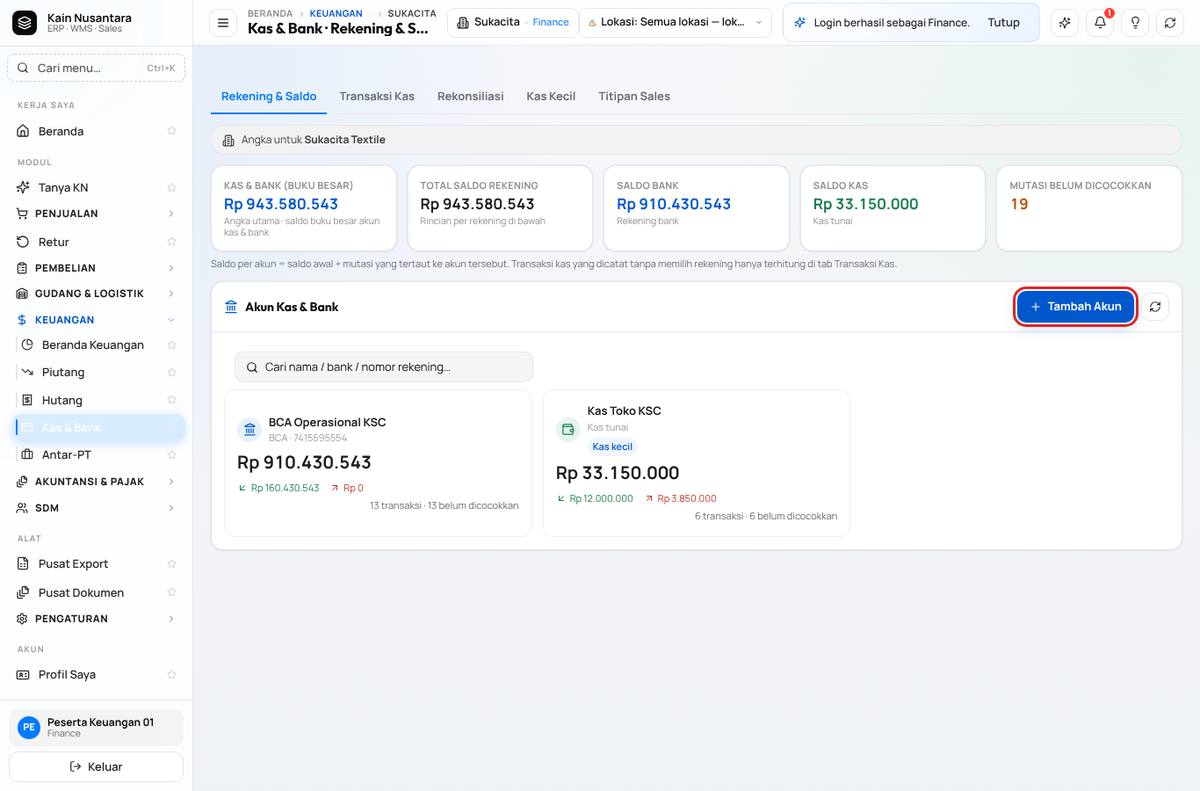 Kain Nusantara
ERP · WMS · Sales
Cari menu...
Ctrl+K
KERJA SAYA
Beranda
MODUL
Tanya KN
PENJUALAN
Retur
PEMBELIAN
GUDANG & LOGISTIK
KEUANGAN
Beranda Keuangan
Piutang
Hutang
Kas & Bank
Antar-PT
AKUNTANSI & PAJAK
SDM
ALAT
Pusat Export
Pusat Dokumen
PENGATURAN
AKUN
Profil Saya
PE
Peserta Keuangan 01
Finance
Keluar
BERANDA › KEUANGAN › SUKACITA
Kas & Bank · Rekening & S...
Sukacita · Finance
Lokasi: Semua lokasi — lok...
Login berhasil sebagai Finance.
Tutup
1
Rekening & Saldo
Transaksi Kas
Rekonsiliasi
Kas Kecil
Titipan Sales
Angka untuk Sukacita Textile
KAS & BANK (BUKU BESAR)
Rp 943.580.543
Angka utama · saldo buku besar akun
kas & bank
TOTAL SALDO REKENING
Rp 943.580.543
Rincian per rekening di bawah
SALDO BANK
Rp 910.430.543
Rekening bank
SALDO KAS
Rp 33.150.000
Kas tunai
MUTASI BELUM DICOCOKKAN
19
Saldo per akun = saldo awal + mutasi yang tertaut ke akun tersebut. Transaksi kas yang dicatat tanpa memilih rekening hanya terhitung di tab Transaksi Kas.
Akun Kas & Bank
+ Tambah Akun
Cari nama / bank / nomor rekening...
BCA Operasional KSC
BCA · 7415595554
Rp 910.430.543
Rp 160.430.543
Rp 0
13 transaksi · 13 belum dicocokkan
Kas Toko KSC
Kas tunai
Kas kecil
Rp 33.150.000
Rp 12.000.000
Rp 3.850.000
6 transaksi · 6 belum dicocokkan